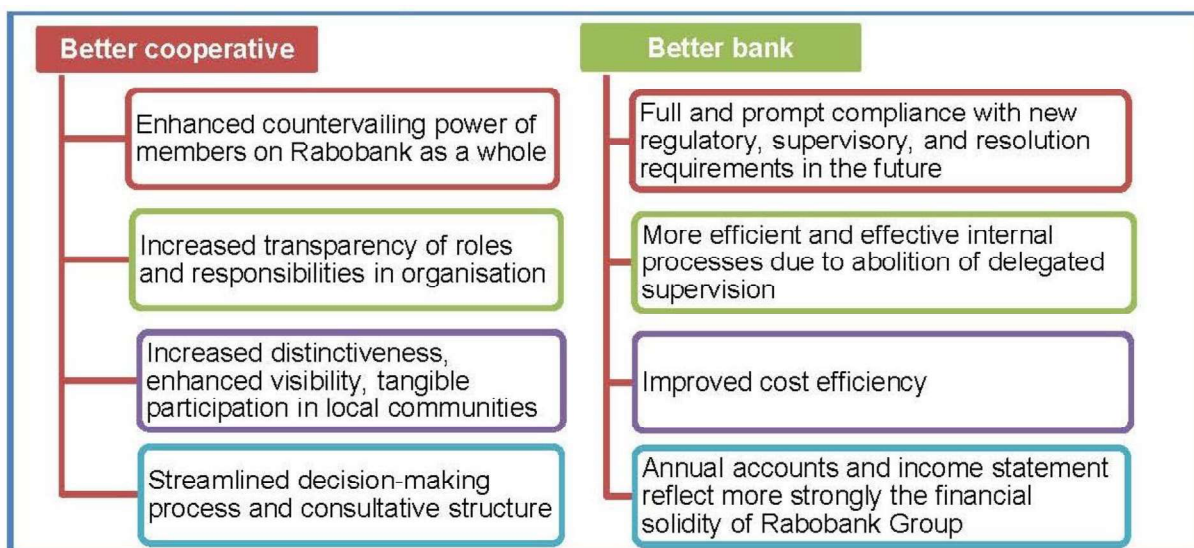 Better cooperative
Enhanced countervailing power of
members on Rabobank as a whole
Increased transparency of roles
and responsibilities in organisation
Increased distinctiveness,
enhanced visibility, tangible
participation in local communities
Streamlined decision-making
process and consultative structure
Better bank
Full and prompt compliance with new
regulatory, supervisory, and resolution
requirements in the future
More efficient and effective internal
processes due to abolition of delegated
supervision
Improved cost efficiency
Annual accounts and income statement
reflect more strongly the financial
solidity of Rabobank Group